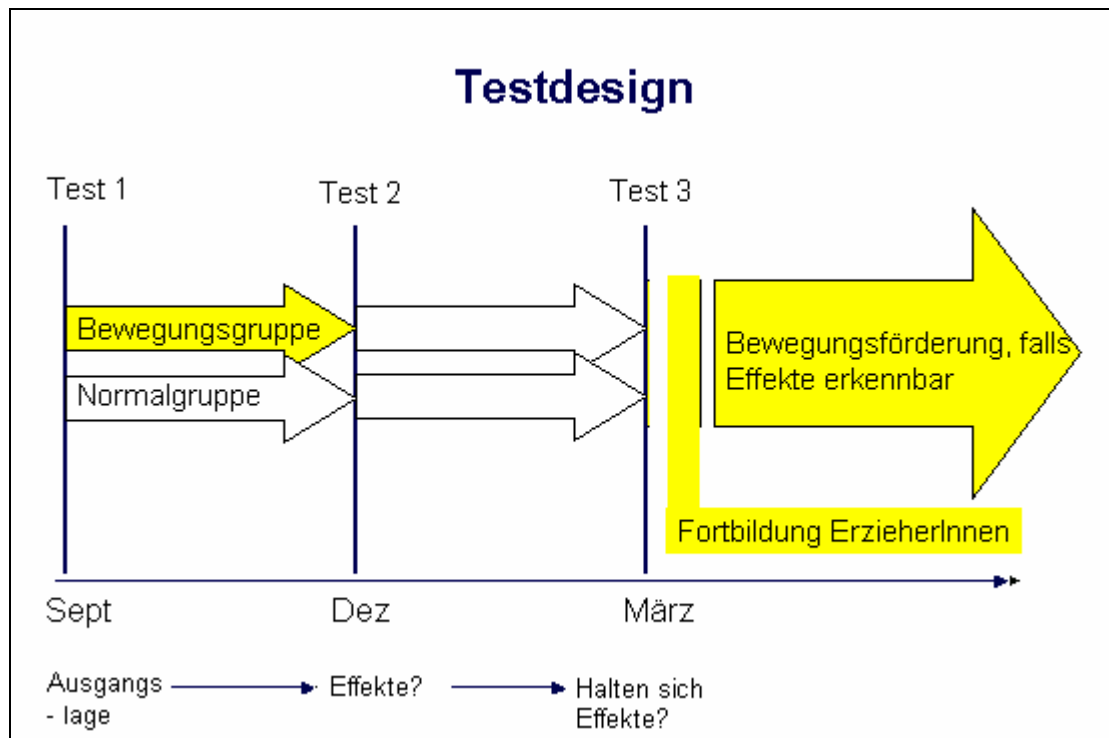 Testdesign
Test 1
Test 2
Test 3
Bewegungsgruppe
Normalgruppe
Bewegungsförderung, falls
Effekte erkennbar
Fortbildung ErzieherInnen
Sept
Dez
März
Ausgangs
- lage
Effekte?
Halten sich
Effekte?